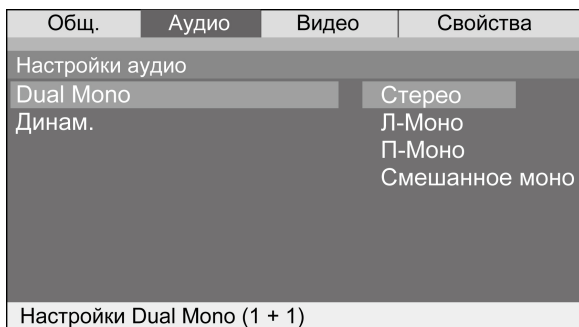 Общ. Аудио Видео Свойства
Настройки аудио
Dual Mono Стерео
Динам. Л-Моно
П-Моно
Смешанное моно
Настройки Dual Mono (1 + 1)